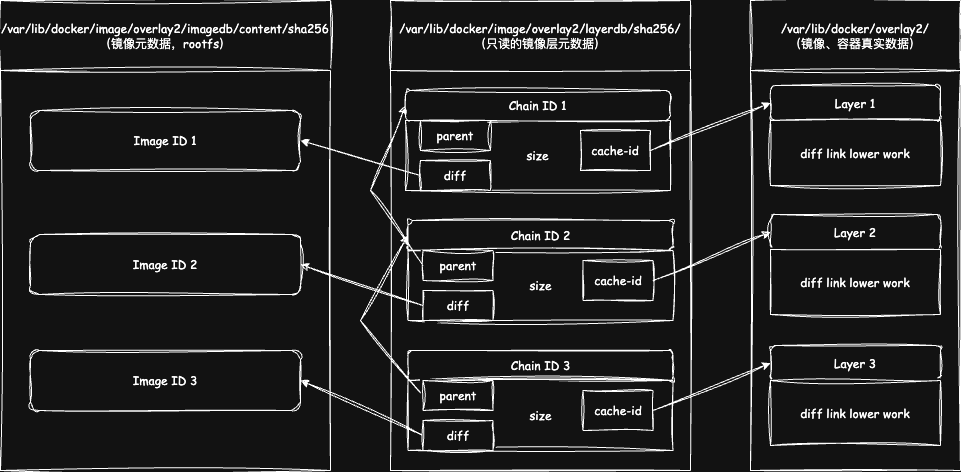 /var/lib/docker/image/overlay2/imagedb/content/sha256
(镜像元数据，rootfs)
Image ID 1
Image ID 2
Image ID 3
/var/lib/docker/image/overlay2/layerdb/sha256/
(只读的镜像层元数据)
Chain ID 1
parent
diff
size
cache-id
Chain ID 2
parent
diff
size
cache-id
Chain ID 3
parent
diff
size
cache-id
/var/lib/docker/overlay2/
(镜像、容器真实数据)
Layer 1
diff link lower work
Layer 2
diff link lower work
Layer 3
diff link lower work